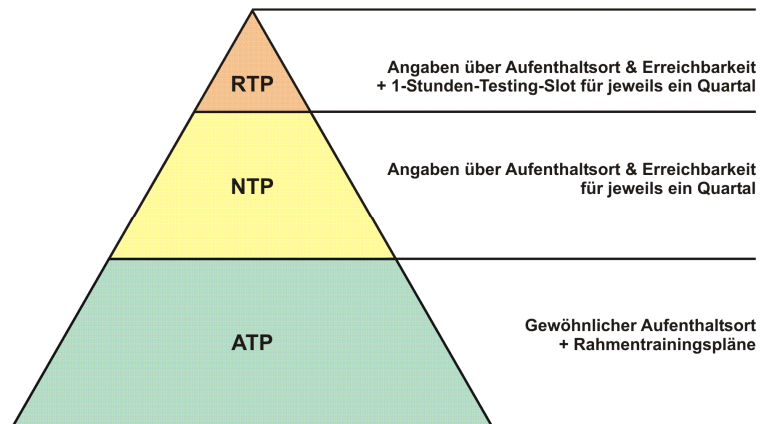 RTP
Angaben über Aufenthaltsort & Erreichbarkeit
+ 1-Stunden-Testing-Slot für jeweils ein Quartal
NTP
Angaben über Aufenthaltsort & Erreichbarkeit
für jeweils ein Quartal
ATP
Gewöhnlicher Aufenthaltsort
+ Rahmentrainingspläne